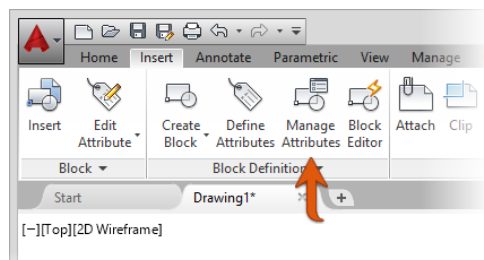 Home Insert Annotate Parametric View Manage
Insert Edit Attribute Create Block Define Attributes Manage Attributes Block Editor Attach Clip
Block Block Definition
Start Drawing1*
[−][Top][2D Wireframe]